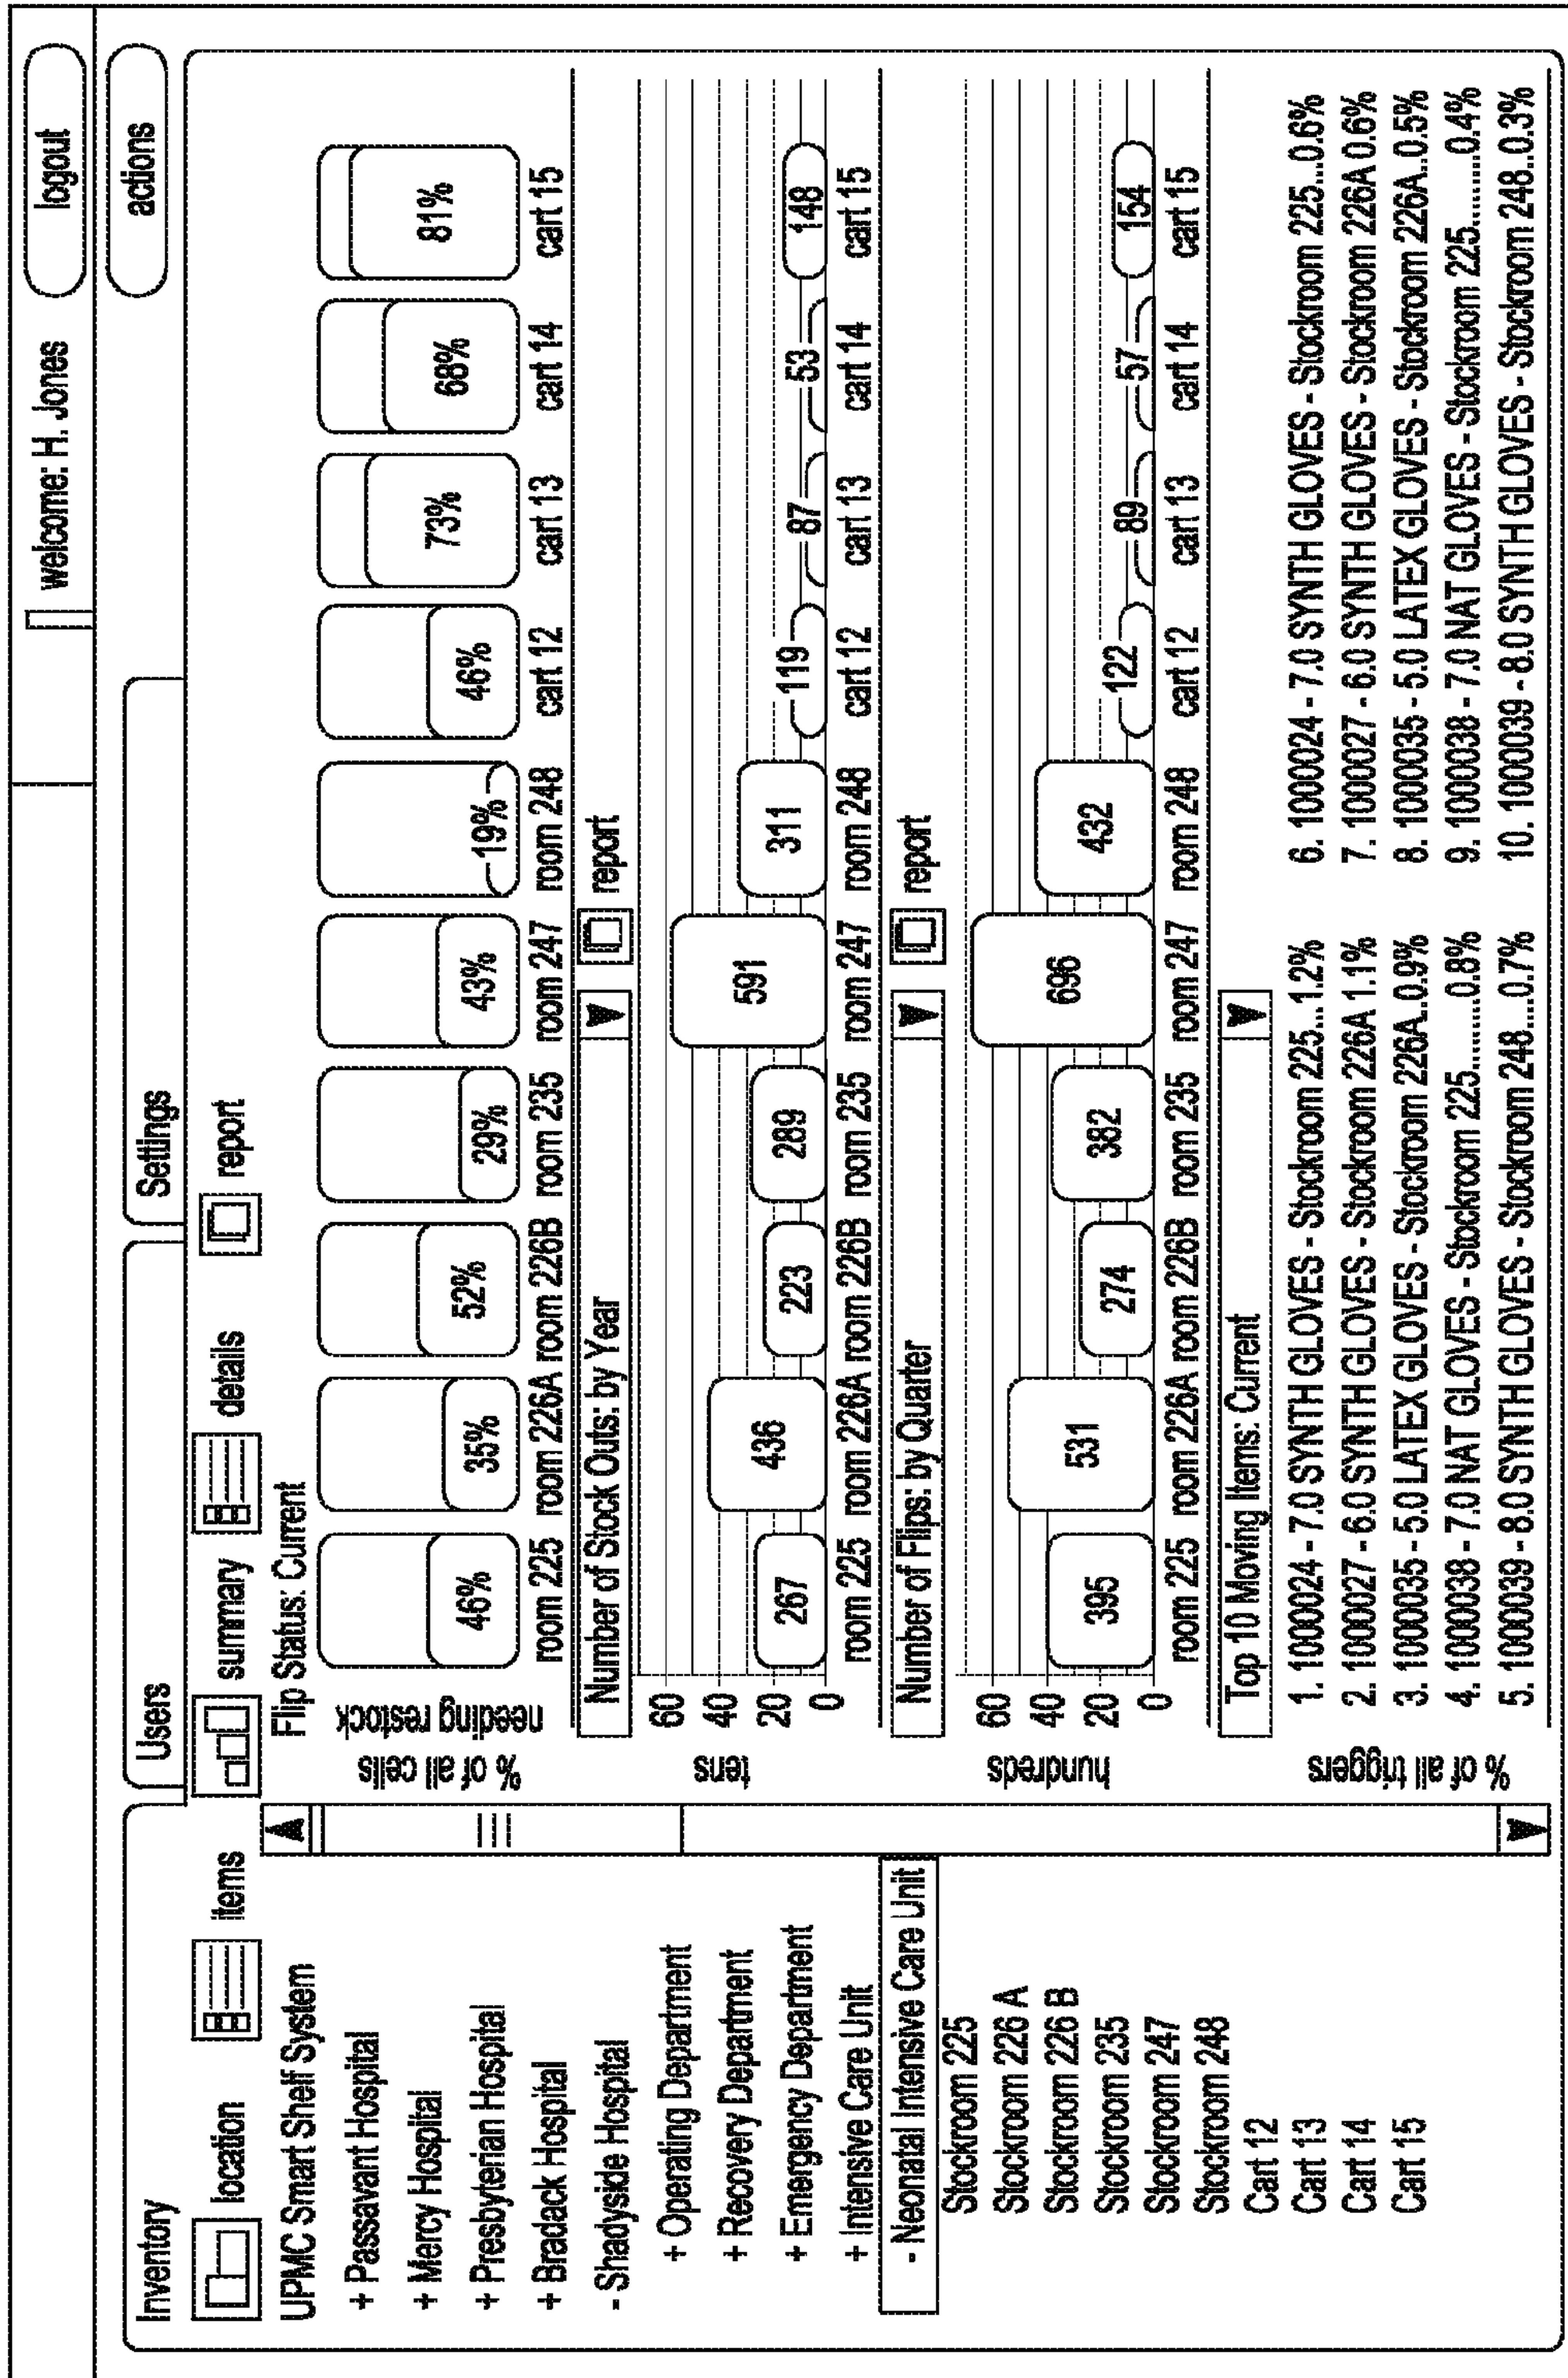 welcome: H. Jones
logout
Inventory
Users
Settings
actions
location
items
summary
details
report
UPMC Smart Shelf System
+ Passavant Hospital
+ Mercy Hospital
+ Presbyterian Hospital
+ Bradack Hospital
- Shadyside Hospital
+ Operating Department
+ Recovery Department
+ Emergency Department
+ Intensive Care Unit
- Neonatal Intensive Care Unit
Stockroom 225
Stockroom 226 A
Stockroom 226 B
Stockroom 235
Stockroom 247
Stockroom 248
Cart 12
Cart 13
Cart 14
Cart 15
Flip Status: Current
% of all cells
needing restock
46% 35% 52% 29% 43% 19% 46% 73% 68% 81%
room 225 room 226A room 226B room 235 room 247 room 248 cart 12 cart 13 cart 14 cart 15
Number of Stock Outs: by Year
report
tens
60
40
20
0
267 436 223 289 591 311 119 87 53 148
room 225 room 226A room 226B room 235 room 247 room 248 cart 12 cart 13 cart 14 cart 15
Number of Flips: by Quarter
report
hundreds
60
40
20
0
395 531 274 382 696 432 122 89 57 154
room 225 room 226A room 226B room 235 room 247 room 248 cart 12 cart 13 cart 14 cart 15
Top 10 Moving Items: Current
% of all triggers
1. 1000024 - 7.0 SYNTH GLOVES - Stockroom 225...1.2%
2. 1000027 - 6.0 SYNTH GLOVES - Stockroom 226A 1.1%
3. 1000035 - 5.0 LATEX GLOVES - Stockroom 226A..0.9%
4. 1000038 - 7.0 NAT GLOVES - Stockroom 225.........0.8%
5. 1000039 - 8.0 SYNTH GLOVES - Stockroom 248...0.7%
6. 1000024 - 7.0 SYNTH GLOVES - Stockroom 225...0.6%
7. 1000027 - 6.0 SYNTH GLOVES - Stockroom 226A 0.6%
8. 1000035 - 5.0 LATEX GLOVES - Stockroom 226A..0.5%
9. 1000038 - 7.0 NAT GLOVES - Stockroom 225.........0.4%
10. 1000039 - 8.0 SYNTH GLOVES - Stockroom 248..0.3%